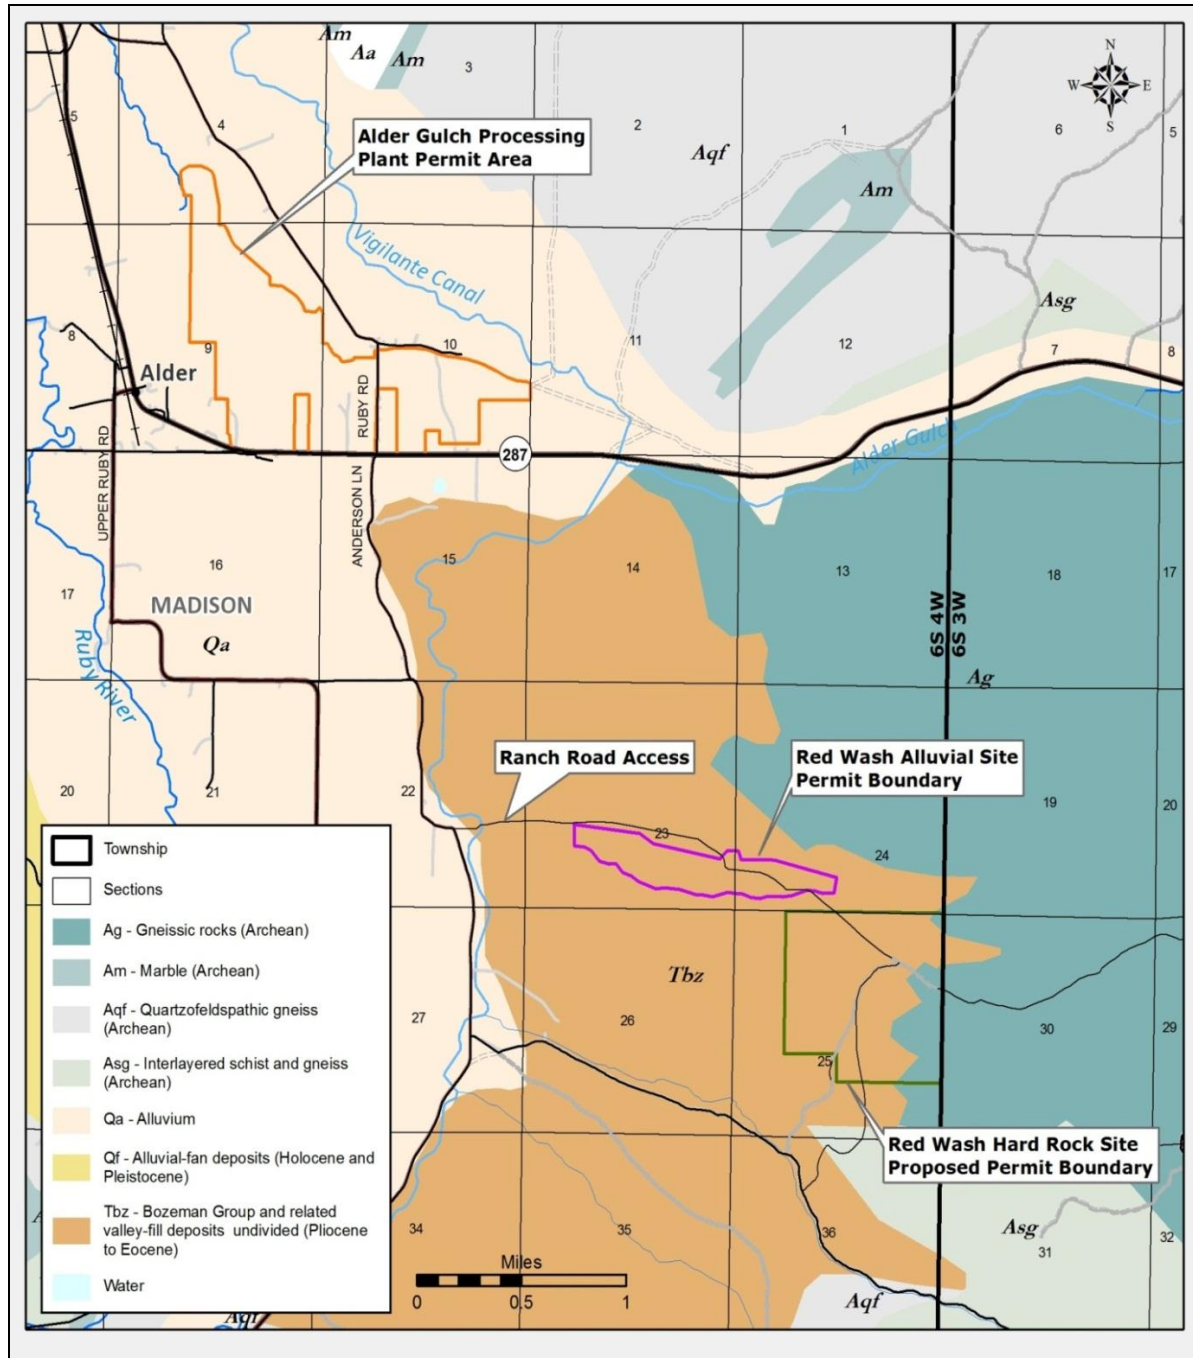 Am
Aa
Am
3
N
W
E
S
5
4
2
1
6
5
Alder Gulch Processing
Plant Permit Area
Aqf
Am
Vigilante Canal
Asg
8
9
10
11
12
7
8
Alder
RUBY RD
UPPER RUBY RD
287
Alder Gulch
ANDERSON LN
17
16
15
14
13
18
17
MADISON
Qa
Ruby River
6S 4W
6S 3W
Ag
Ranch Road Access
Red Wash Alluvial Site
Permit Boundary
20
21
22
23
24
19
20
Township
Sections
Ag - Gneissic rocks (Archean)
Am - Marble (Archean)
Aqf - Quartzofeldspathic gneiss
(Archean)
Asg - Interlayered schist and gneiss
(Archean)
Qa - Alluvium
Qf - Alluvial-fan deposits (Holocene and
Pleistocene)
Tbz - Bozeman Group and related
valley-fill deposits undivided (Pliocene
to Eocene)
Water
Tbz
27
26
25
30
29
Red Wash Hard Rock Site
Proposed Permit Boundary
34
35
36
Asg
31
32
Miles
0
0.5
1
Aqf
Aqf